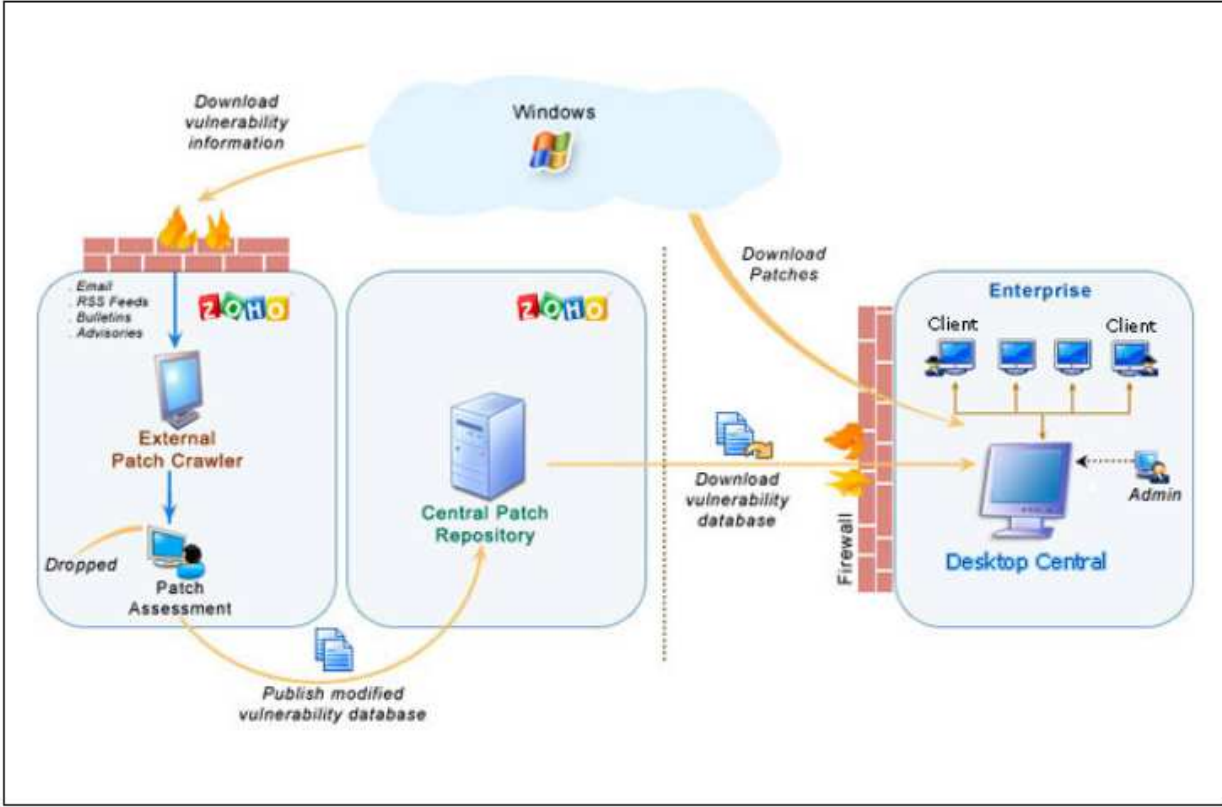 Download
vulnerability
information
Windows
. Email
. RSS Feeds
. Bulletins
. Advisories
ZOHO
External
Patch Crawler
Dropped
Patch
Assessment
ZOHO
Central Patch
Repository
Publish modified
vulnerability database
Download
Patches
Download
vulnerability
database
Firewall
Enterprise
Client
Client
Admin
Desktop Central